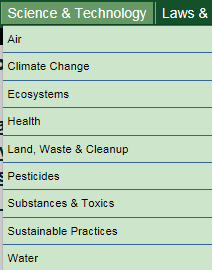 Science & Technology Laws &
Air
Climate Change
Ecosystems
Health
Land, Waste & Cleanup
Pesticides
Substances & Toxics
Sustainable Practices
Water